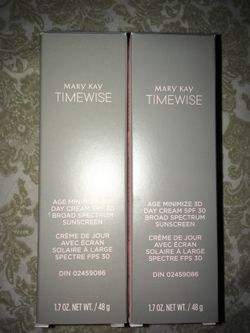 MARY KAY
TIMEWISE
AGE MINIMIZE 3D
DAY CREAM SPF 30
BROAD SPECTRUM
SUNSCREEN
CRÈME DE JOUR
AVEC ÉCRAN
SOLAIRE À LARGE
SPECTRE FPS 30
DIN 02459086
1.7 OZ. NET WT. / 48 g
MARY KAY
TIMEWISE
AGE MINIMIZE 3D
DAY CREAM SPF 30
BROAD SPECTRUM
SUNSCREEN
CRÈME DE JOUR
AVEC ÉCRAN
SOLAIRE À LARGE
SPECTRE FPS 30
DIN 02459086
1.7 OZ. NET WT. / 48 g